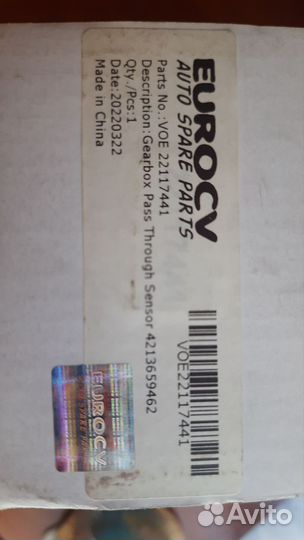 EUROCV
AUTO SPARE PARTS
Parts No.:VOE 22117441
Description:Gearbox Pass Through Sensor 4213659462
Qty./Pcs:1
Date:20220322
Made in China
VOE22117441
EUROCV
Avito